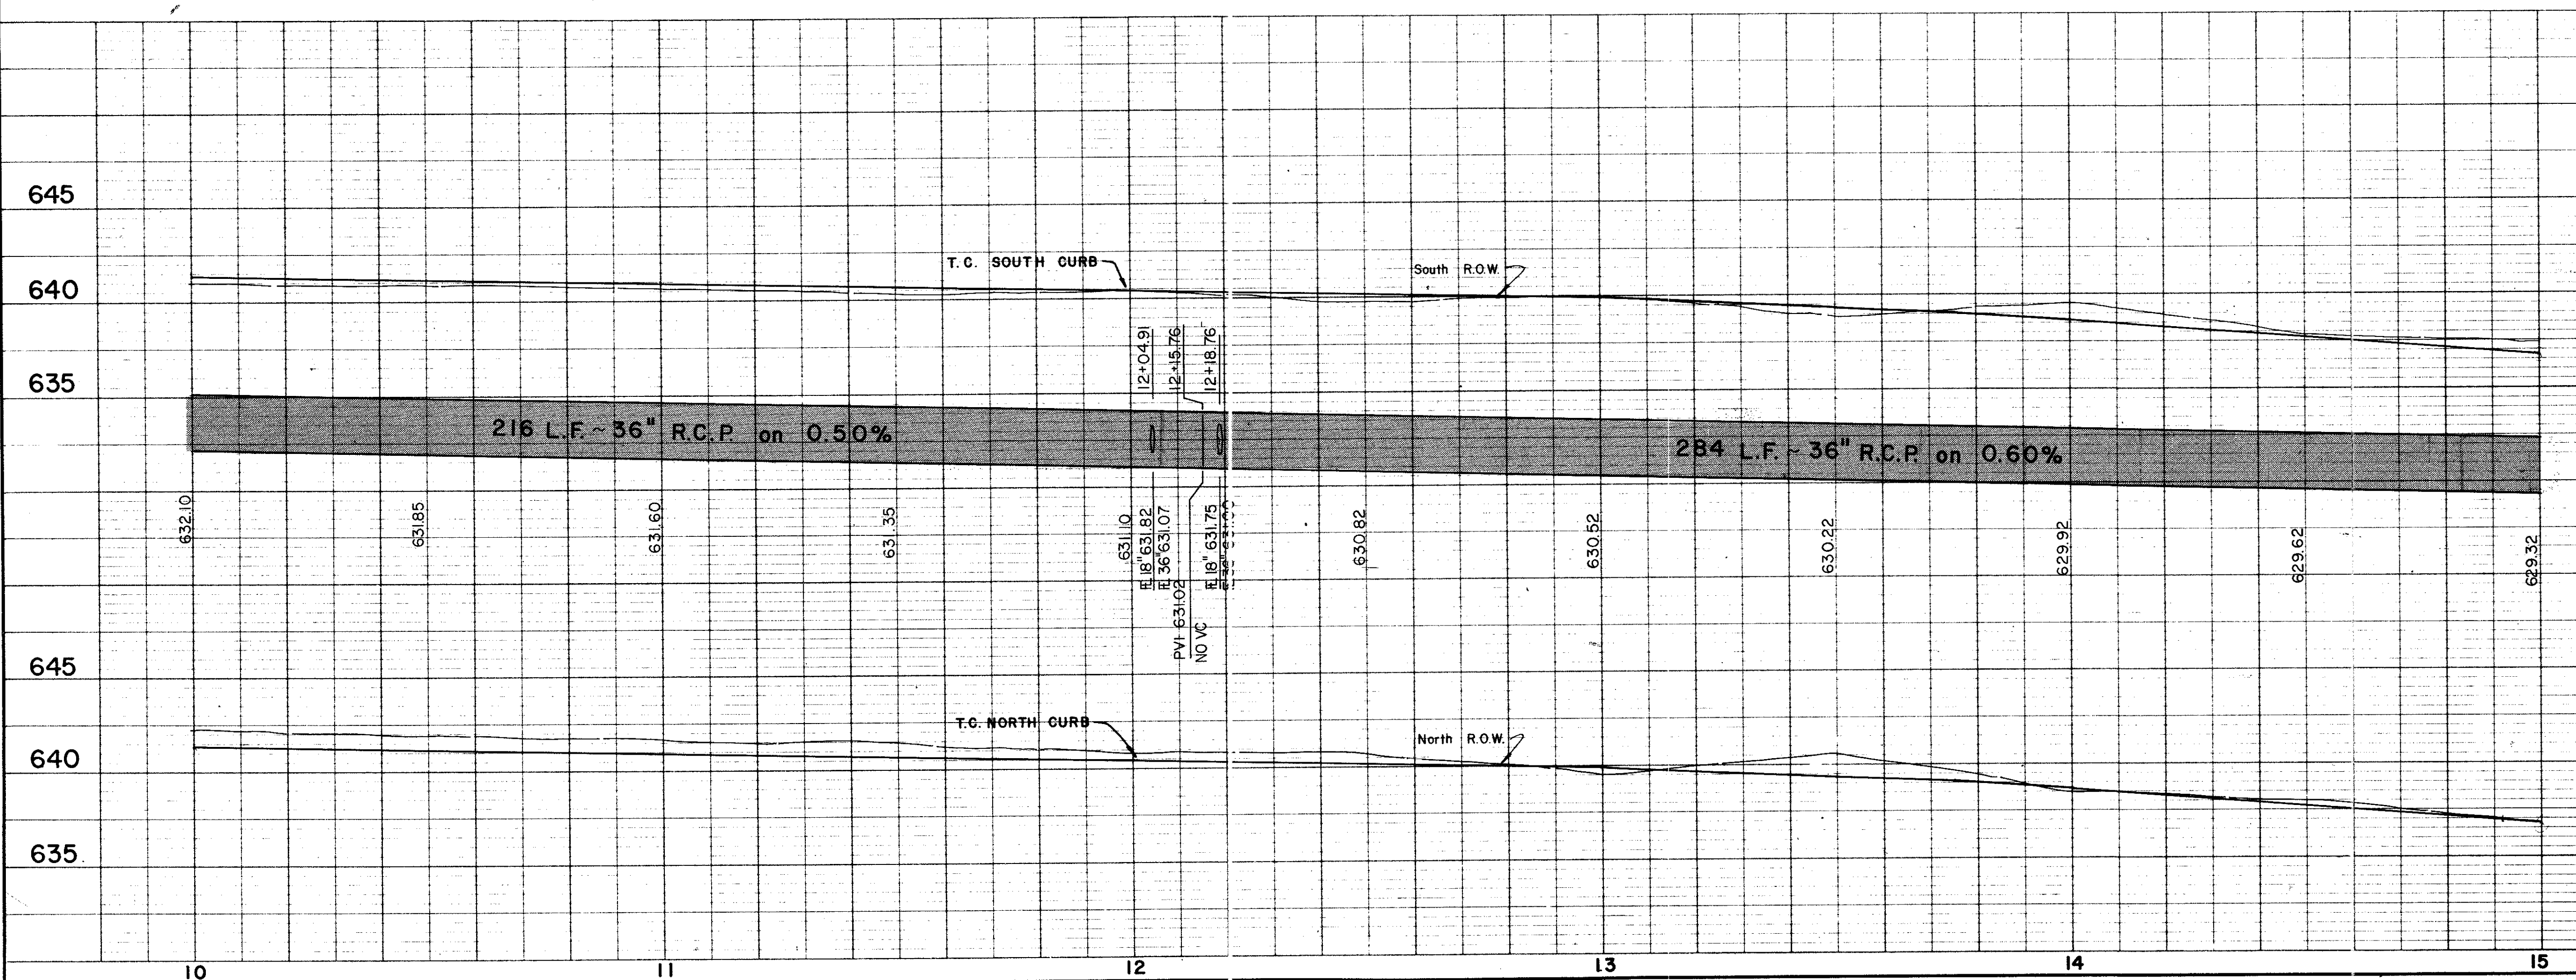 645
640
635
T.C. SOUTH CURB
South R.O.W.
12+04.91
12+15.76
12+18.76
216 L.F. ~ 36" R.C.P. on 0.50%
284 L.F. ~ 36" R.C.P. on 0.60%
632.10
631.85
631.60
631.35
631.10
FL 18" 631.82
FL 36" 631.07
PVI 631.02
NO VC
FL 18" 631.75
630.82
630.52
630.22
629.92
629.62
629.32
645
640
635
T.C. NORTH CURB
North R.O.W.
10
11
12
13
14
15